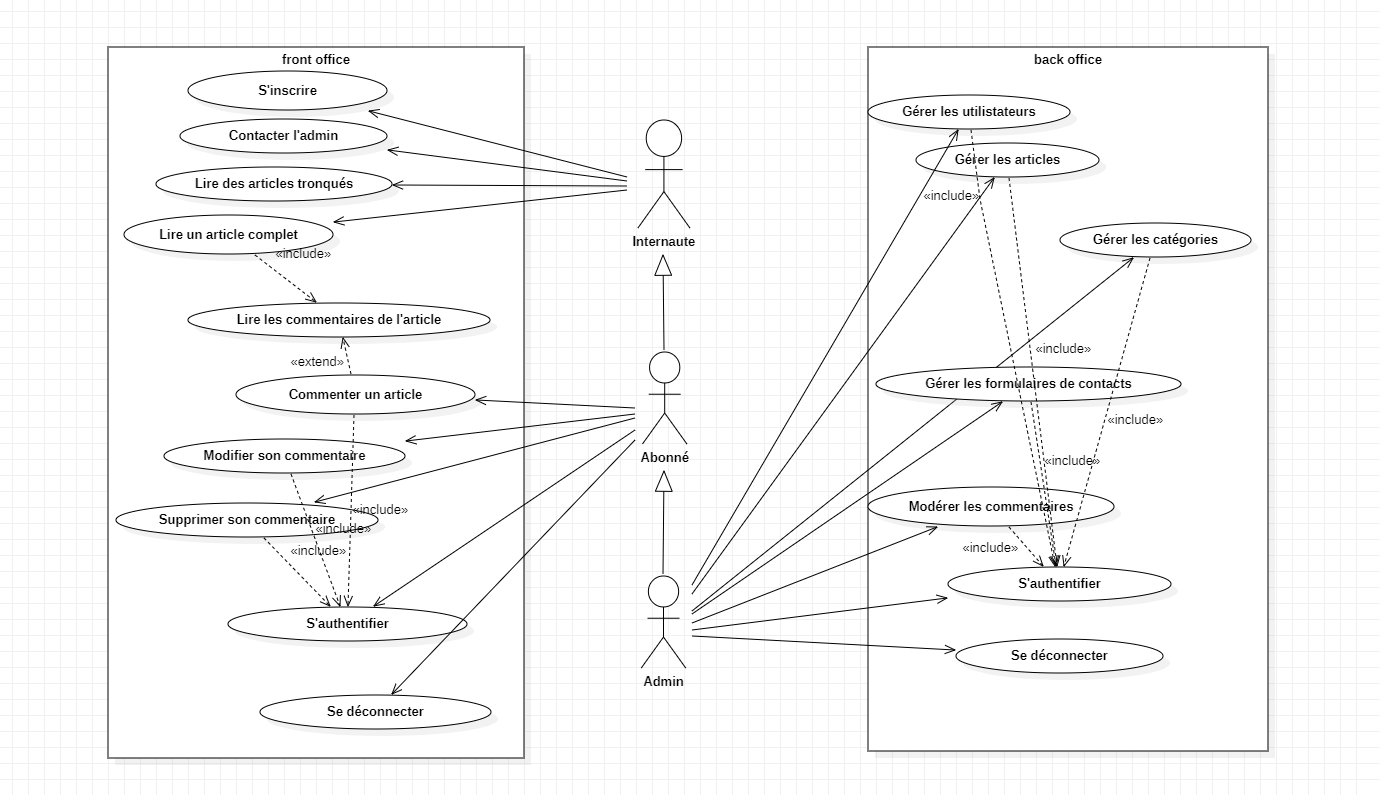 front office
S'inscrire
Contacter l'admin
Lire des articles tronqués
Lire un article complet
«include»
Lire les commentaires de l'article
«extend»
Commenter un article
Modifier son commentaire
«include»
Supprimer son commentaire
«include»
«include»
S'authentifier
Se déconnecter
Internaute
Abonné
Admin
back office
Gérer les utilistateurs
Gérer les articles
«include»
Gérer les catégories
«include»
Gérer les formulaires de contacts
«include»
«include»
Modérer les commentaires
«include»
S'authentifier
Se déconnecter